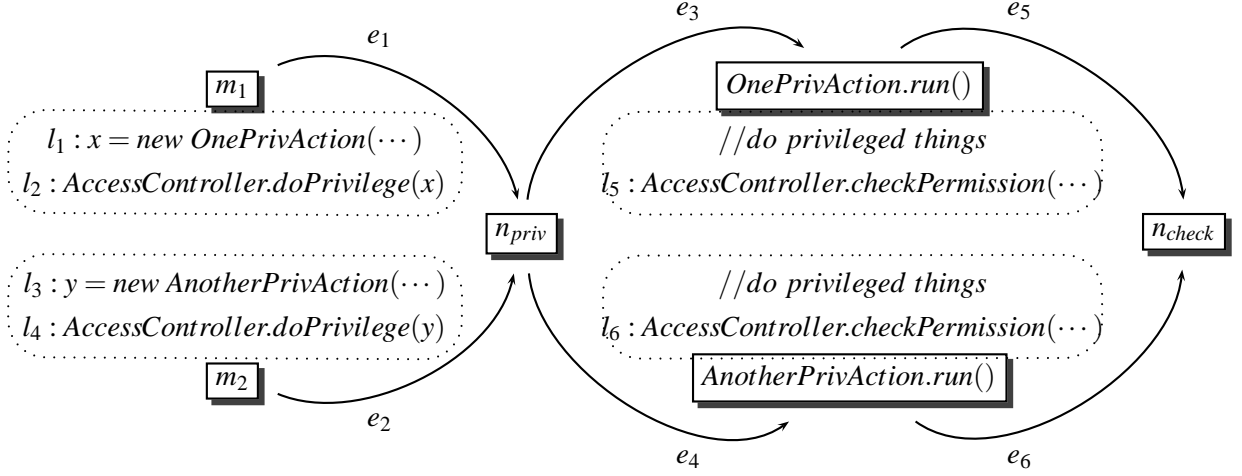 e1
e3
e5
m1
OnePrivAction.run()
l1 : x = new OnePrivAction(···)
l2 : AccessController.doPrivilege(x)
//do privileged things
l5 : AccessController.checkPermission(···)
npriv
ncheck
l3 : y = new AnotherPrivAction(···)
l4 : AccessController.doPrivilege(y)
//do privileged things
l6 : AccessController.checkPermission(···)
m2
AnotherPrivAction.run()
e2
e4
e6